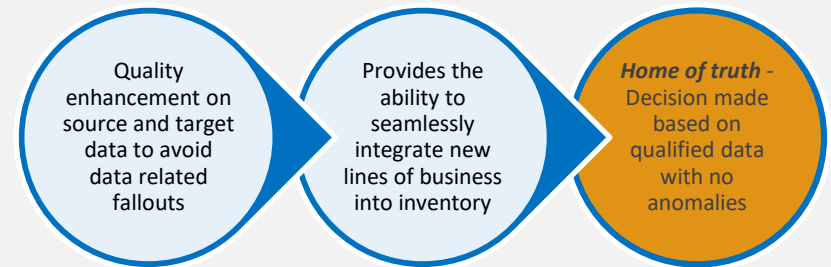 Quality
enhancement on
source and target
data to avoid
data related
fallouts
Provides the
ability to
seamlessly
integrate new
lines of business
into inventory
Home of truth -
Decision made
based on
qualified data
with no
anomalies